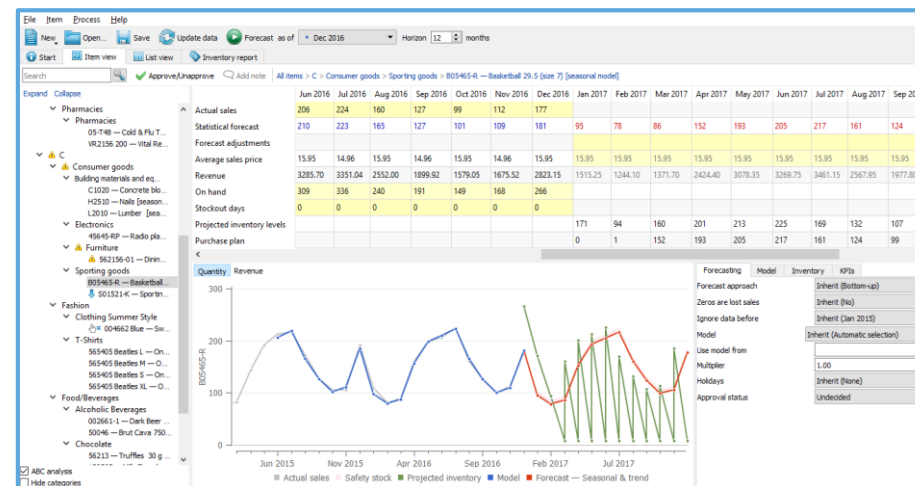 File Item Process Help
New Open... Save Update data Forecast as of • Dec 2016 Horizon 12 months
Start Item view List view Inventory report
Search Approve/Unapprove Add note All items > C > Consumer goods > Sporting goods > B05465-R — Basketball 29.5 (size 7) [seasonal model]
Expand Collapse
Pharmacies
Pharmacies
05-T48 — Cold & Flu T...
VR2156 200 — Vital Re...
C
Consumer goods
Building materials and eq...
C1020 — Concrete blo...
H2510 — Nails [season...
L2010 — Lumber [sea...
Electronics
45645-RP — Radio pla...
Furniture
562156-01 — Dinin...
Sporting goods
B05465-R — Basketball...
S01521-K — Sportin...
Fashion
Clothing Summer Style
004662 Blue — Sw...
T-Shirts
565405 Beatles L — On...
565405 Beatles M — O...
565405 Beatles S — On...
565405 Beatles XL — O...
Food/Beverages
Alcoholic Beverages
002661-1 — Dark Beer ...
50046 — Brut Cava 750...
Chocolate
56213 — Truffles 30 g ...
ABC analysis
Hide categories
Jun 2016 Jul 2016 Aug 2016 Sep 2016 Oct 2016 Nov 2016 Dec 2016 Jan 2017 Feb 2017 Mar 2017 Apr 2017 May 2017 Jun 2017 Jul 2017 Aug 2017 Sep 20
Actual sales 206 224 160 127 99 112 177
Statistical forecast 210 223 165 127 101 109 181 95 78 86 152 193 205 217 161 124
Forecast adjustments
Average sales price 15.95 14.96 15.95 14.96 15.95 14.96 15.95 15.95 15.95 15.95 15.95 15.95 15.95 15.95 15.95 15.95
Revenue 3285.70 3351.04 2552.00 1899.92 1579.05 1675.52 2823.15 1515.25 1244.10 1371.70 2424.40 3078.35 3269.75 3461.15 2567.95 1977.80
On hand 309 336 240 191 149 168 266
Stockout days 0 0 0 0 0 0 0
Projected inventory levels 171 94 160 201 213 225 169 132 107
Purchase plan 0 1 152 193 205 217 161 124 99
Quantity Revenue
300
200
100
0
B05465-R
Jun 2015 Nov 2015 Apr 2016 Sep 2016 Feb 2017 Jul 2017
Actual sales Safety stock Projected inventory Model Forecast — Seasonal & trend
Forecasting Model Inventory KPIs
Forecast approach Inherit (Bottom-up)
Zeros are lost sales Inherit (No)
Ignore data before Inherit (Jan 2015)
Model Inherit (Automatic selection)
Use model from
Multiplier 1.00
Holidays Inherit (None)
Approval status Undecided